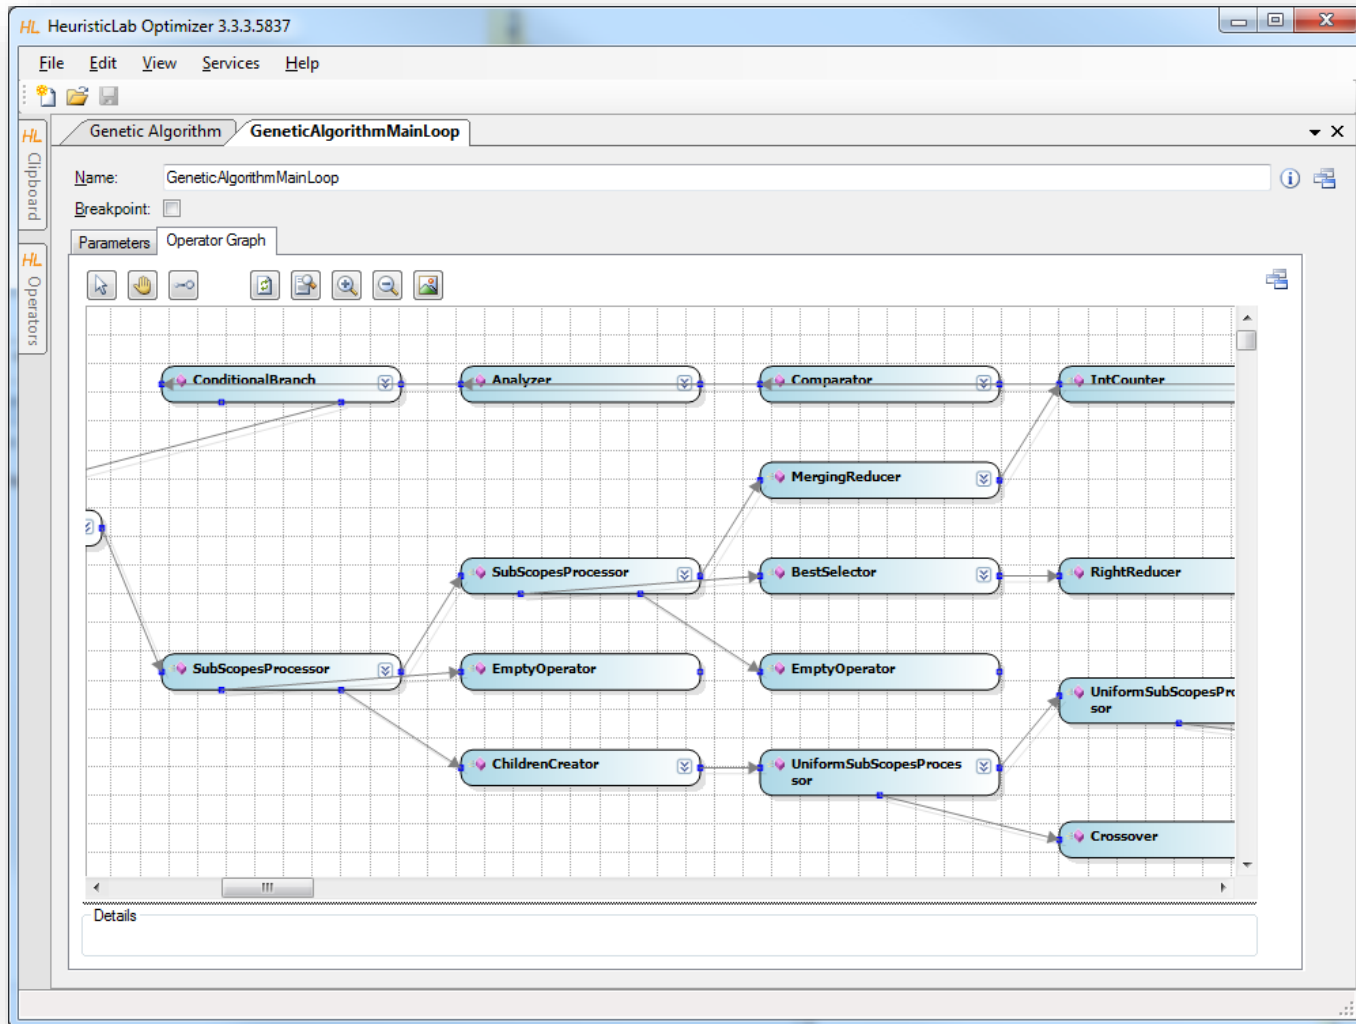 HL HeuristicLab Optimizer 3.3.3.5837
File Edit View Services Help
HL Clipboard
HL Operators
Genetic Algorithm GeneticAlgorithmMainLoop
Name: GeneticAlgorithmMainLoop
Breakpoint:
Parameters Operator Graph
ConditionalBranch Analyzer Comparator IntCounter
MergingReducer
SubScopesProcessor BestSelector RightReducer
SubScopesProcessor EmptyOperator EmptyOperator
UniformSubScopesPro
sor
ChildrenCreator UniformSubScopesProces
sor
Crossover
Details